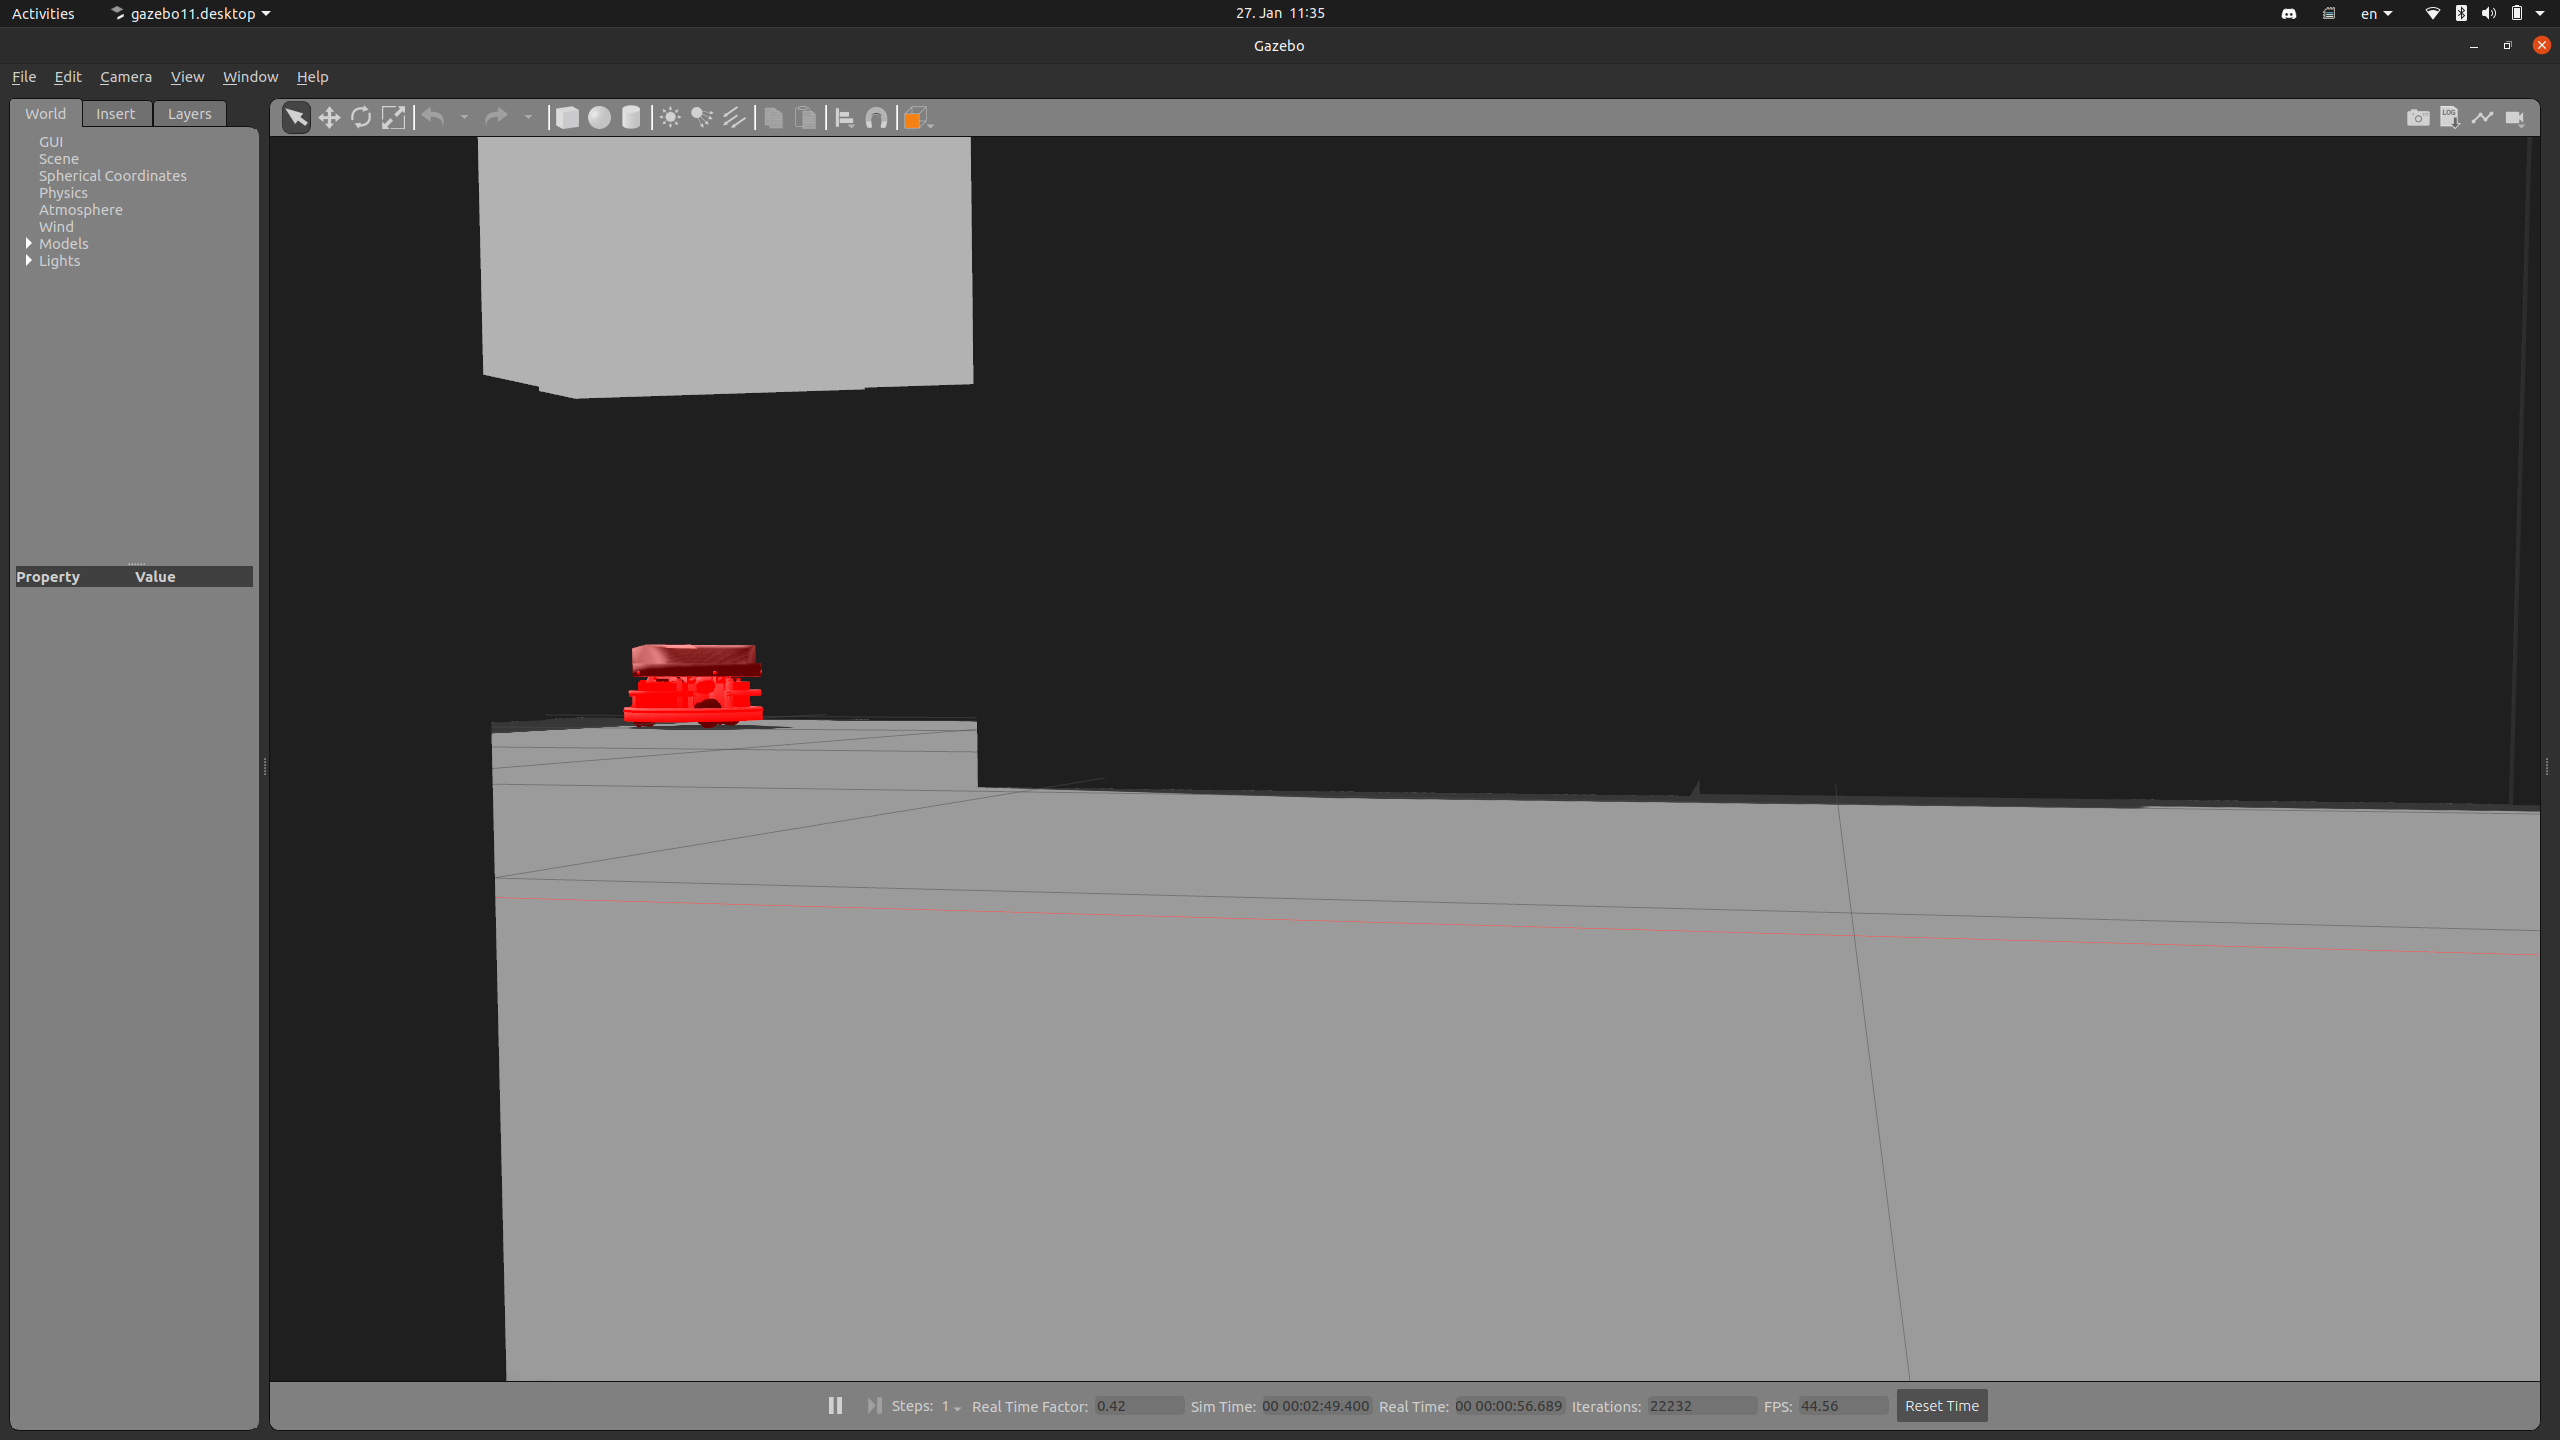 Activities gazebo11.desktop 27. Jan 11:35 en
Gazebo
File Edit Camera View Window Help
World Insert Layers
LOG
GUI
Scene
Spherical Coordinates
Physics
Atmosphere
Wind
Models
Lights
Property Value
Steps: 1 Real Time Factor: 0.42 Sim Time: 00 00:02:49.400 Real Time: 00 00:00:56.689 Iterations: 22232 FPS: 44.56 Reset Time